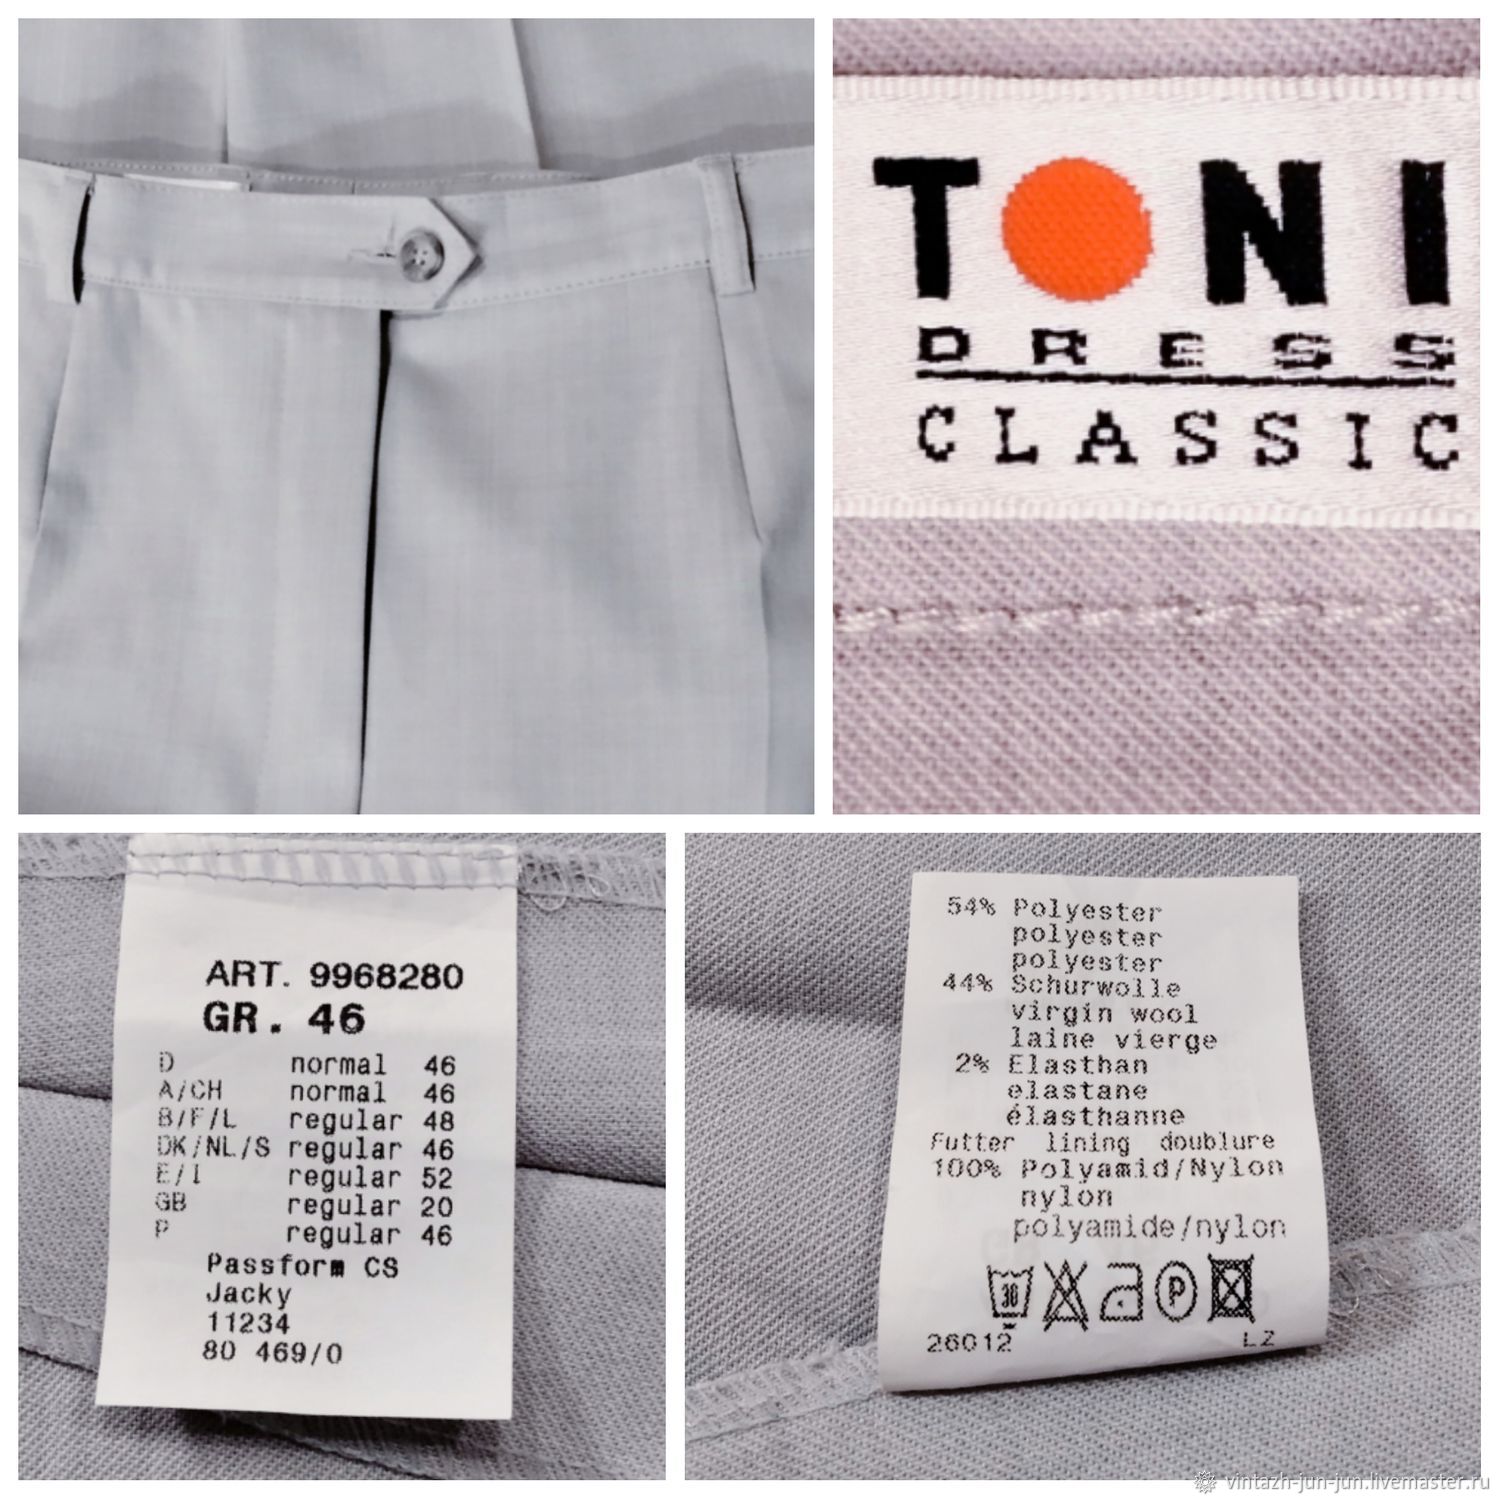 TONI
DRESS
CLASSIC
ART. 9968280
GR. 46
D normal 46
A/CH normal 46
B/F/L regular 48
DK/NL/S regular 46
E/I regular 52
GB regular 20
P regular 46
Passform CS
Jacky
11234
80 469/0
54% Polyester
polyester
polyester
44% Schurwolle
virgin wool
laine vierge
2% Elasthan
elastane
élasthanne
Futter lining doublure
100% Polyamid/Nylon
nylon
polyamide/nylon
30 P
26012 LZ
vintazh-jun-jun.livemaster.ru